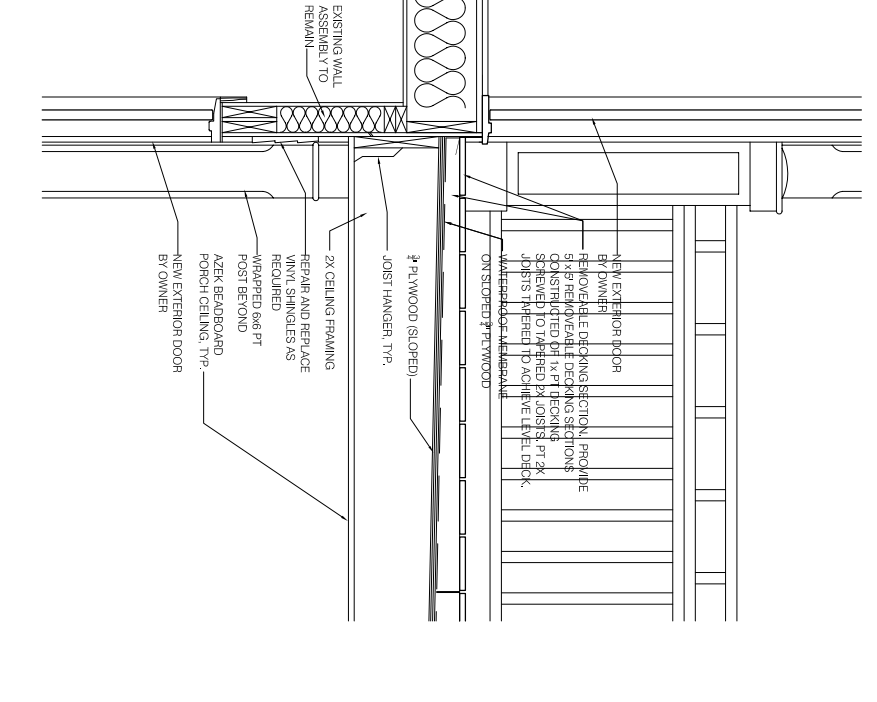 EXISTING WALL
ASSEMBLY TO
REMAIN
NEW EXTERIOR DOOR
BY OWNER
REMOVEABLE DECKING SECTION. PROVIDE
5' x 5' REMOVEABLE DECKING SECTIONS
CONSTRUCTED OF 1x PT DECKING
SCREWED TO TAPERED 2X JOISTS. PT 2X
JOISTS TAPERED TO ACHIEVE LEVEL DECK.
WATERPROOF MEMBRANE
ON SLOPED 3/4" PLYWOOD
3/4" PLYWOOD (SLOPED)
JOIST HANGER, TYP.
2X CEILING FRAMING
REPAIR AND REPLACE
VINYL SHINGLES AS
REQUIRED
WRAPPED 6x6 PT
POST BEYOND
AZEK BEADBOARD
PORCH CEILING, TYP.
NEW EXTERIOR DOOR
BY OWNER